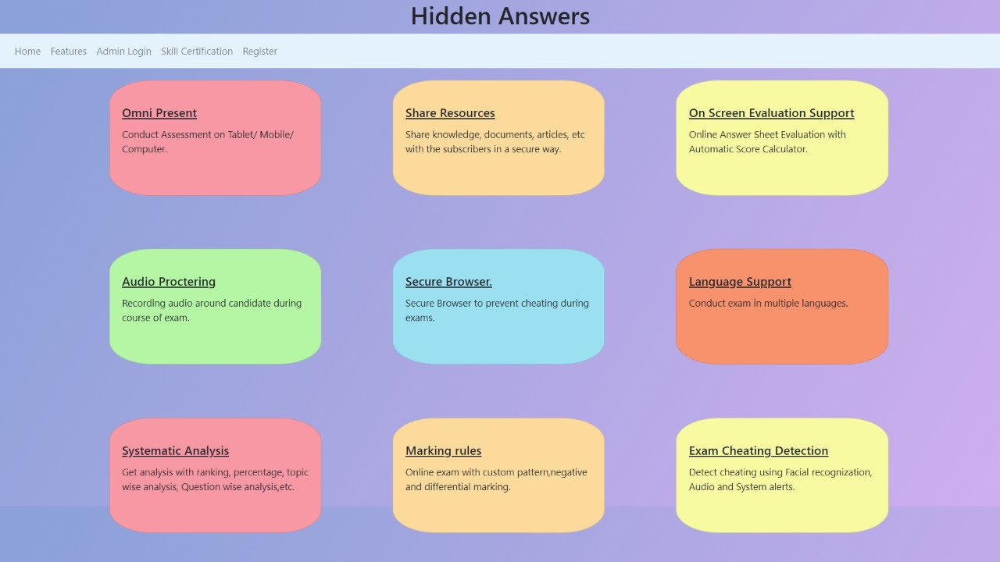 Hidden Answers
Home Features Admin Login Skill Certification Register
Omni Present
Conduct Assessment on Tablet/ Mobile/
Computer.
Share Resources
Share knowledge, documents, articles, etc
with the subscribers in a secure way.
On Screen Evaluation Support
Online Answer Sheet Evaluation with
Automatic Score Calculator.
Audio Proctering
Recording audio around candidate during
course of exam.
Secure Browser.
Secure Browser to prevent cheating during
exams.
Language Support
Conduct exam in multiple languages.
Systematic Analysis
Get analysis with ranking, percentage, topic
wise analysis, Question wise analysis,etc.
Marking rules
Online exam with custom pattern,negative
and differential marking.
Exam Cheating Detection
Detect cheating using Facial recognization,
Audio and System alerts.